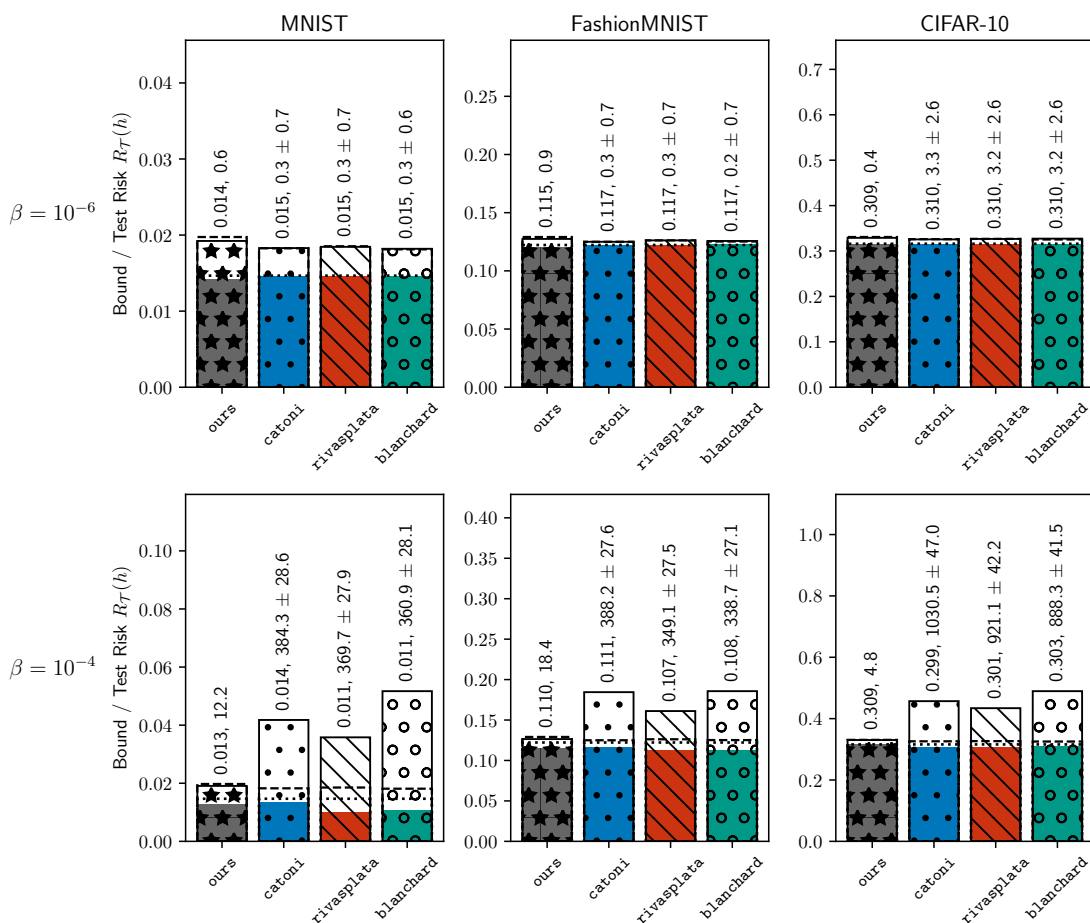 MNIST
FashionMNIST
CIFAR-10
β = 10⁻⁶
Bound / Test Risk R_𝒯(h)
0.04
0.03
0.02
0.01
0.00
0.014, 0.6
0.015, 0.3 ± 0.7
0.015, 0.3 ± 0.7
0.015, 0.3 ± 0.6
ours
catoni
rivasplata
blanchard
0.25
0.20
0.15
0.10
0.05
0.00
0.115, 0.9
0.117, 0.3 ± 0.7
0.117, 0.3 ± 0.7
0.117, 0.2 ± 0.7
ours
catoni
rivasplata
blanchard
0.7
0.6
0.5
0.4
0.3
0.2
0.1
0.0
0.309, 0.4
0.310, 3.3 ± 2.6
0.310, 3.2 ± 2.6
0.310, 3.2 ± 2.6
ours
catoni
rivasplata
blanchard
β = 10⁻⁴
Bound / Test Risk R_𝒯(h)
0.10
0.08
0.06
0.04
0.02
0.00
0.013, 12.2
0.014, 384.3 ± 28.6
0.011, 369.7 ± 27.9
0.011, 360.9 ± 28.1
ours
catoni
rivasplata
blanchard
0.40
0.35
0.30
0.25
0.20
0.15
0.10
0.05
0.00
0.110, 18.4
0.111, 388.2 ± 27.6
0.107, 349.1 ± 27.5
0.108, 338.7 ± 27.1
ours
catoni
rivasplata
blanchard
1.0
0.8
0.6
0.4
0.2
0.0
0.309, 4.8
0.299, 1030.5 ± 47.0
0.301, 921.1 ± 42.2
0.303, 888.3 ± 41.5
ours
catoni
rivasplata
blanchard